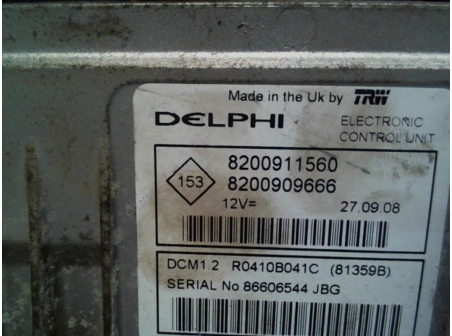 Made in the Uk by TRW
DELPHI
ELECTRONIC
CONTROL UNIT
153
8200911560
8200909666
12V= 27.09.08
DCM1.2 R0410B041C (81359B)
SERIAL No 86606544 JBG